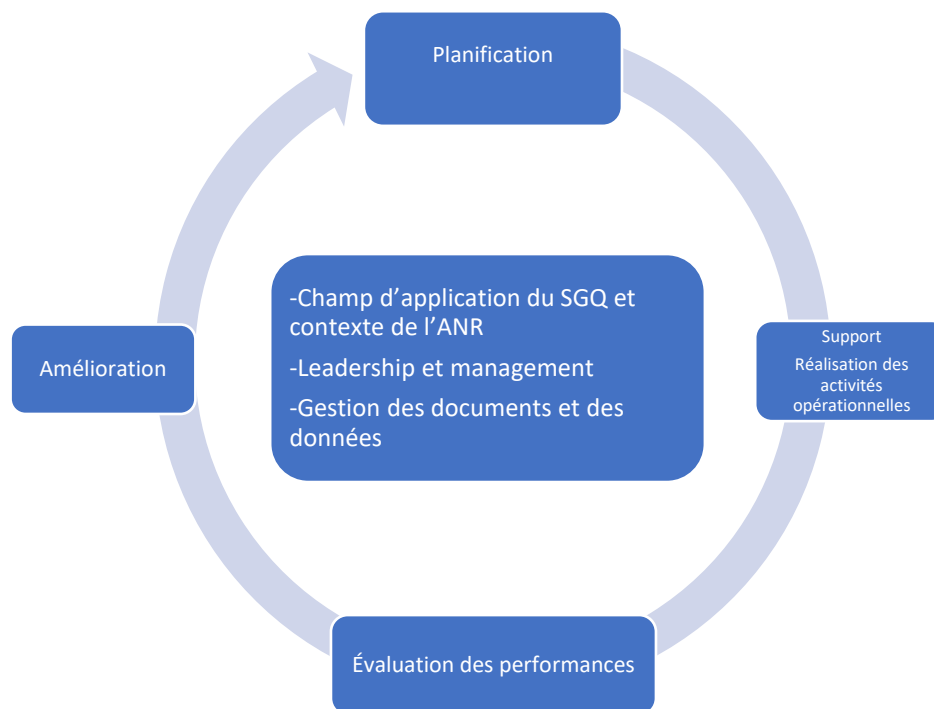 Planification
-Champ d’application du SGQ et
contexte de l’ANR
-Leadership et management
-Gestion des documents et des
données
Amélioration
Support
Réalisation des
activités
opérationnelles
Évaluation des performances